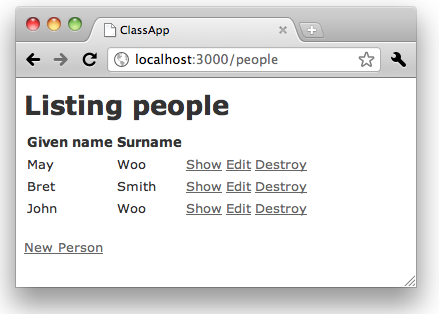 ClassApp
localhost:3000/people
Listing people
Given name Surname
May Woo Show Edit Destroy
Bret Smith Show Edit Destroy
John Woo Show Edit Destroy
New Person